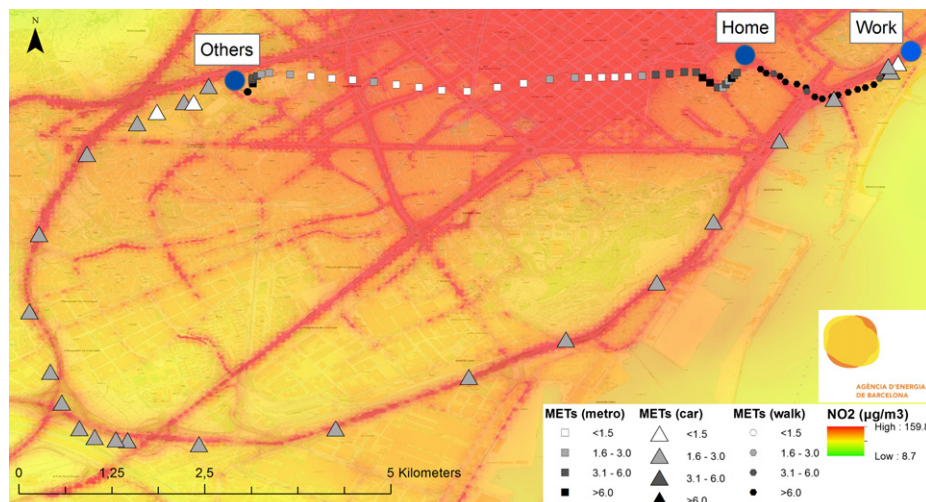 N
Others
Home
Work
AGÈNCIA D'ENERGIA
DE BARCELONA
METs (metro) METs (car) METs (walk) NO2 (µg/m3)
<1.5 <1.5 <1.5 High : 159.8
1.6 - 3.0 1.6 - 3.0 1.6 - 3.0 Low : 8.7
3.1 - 6.0 3.1 - 6.0 3.1 - 6.0
>6.0 >6.0 >6.0
0 1,25 2,5 5 Kilometers